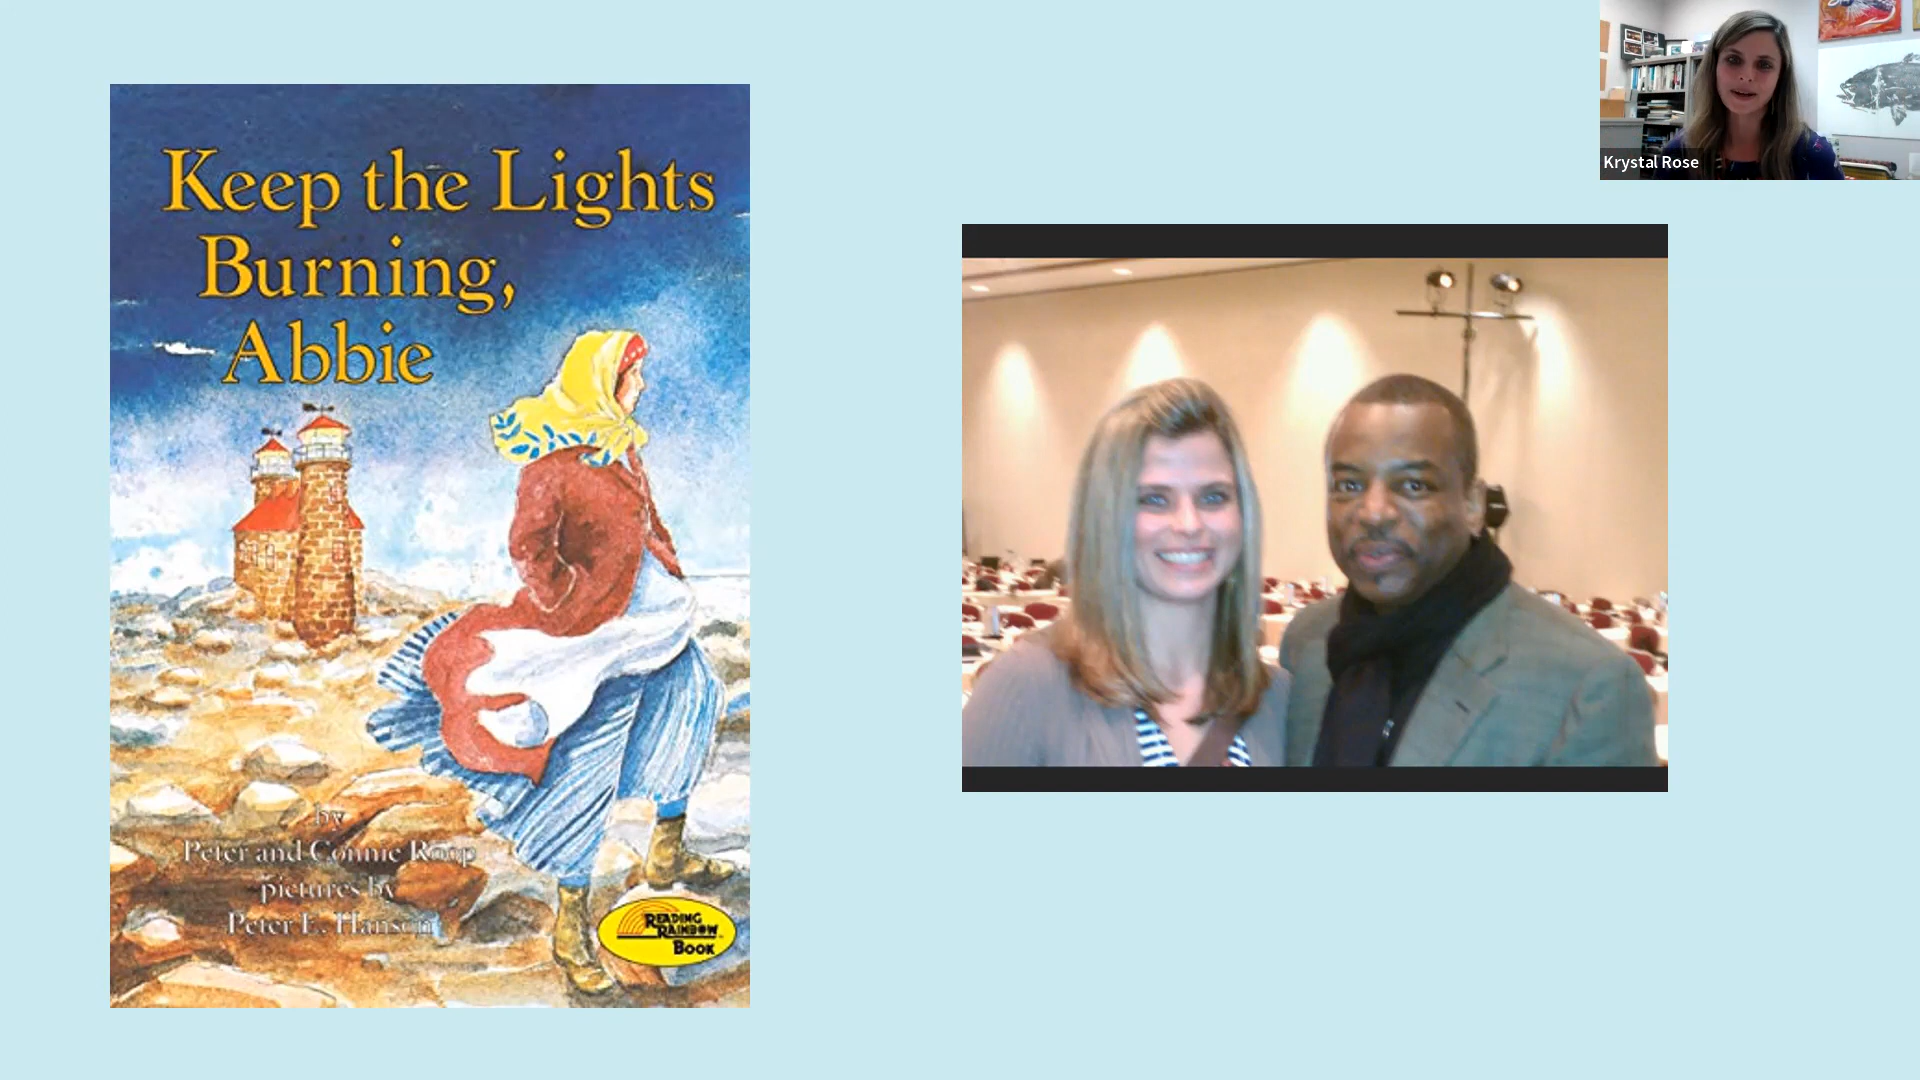 Keep the Lights
Burning,
Abbie
by
Peter and Connie Roop
pictures by
Peter E. Hanson
READING
RAINBOW
BOOK
Krystal Rose